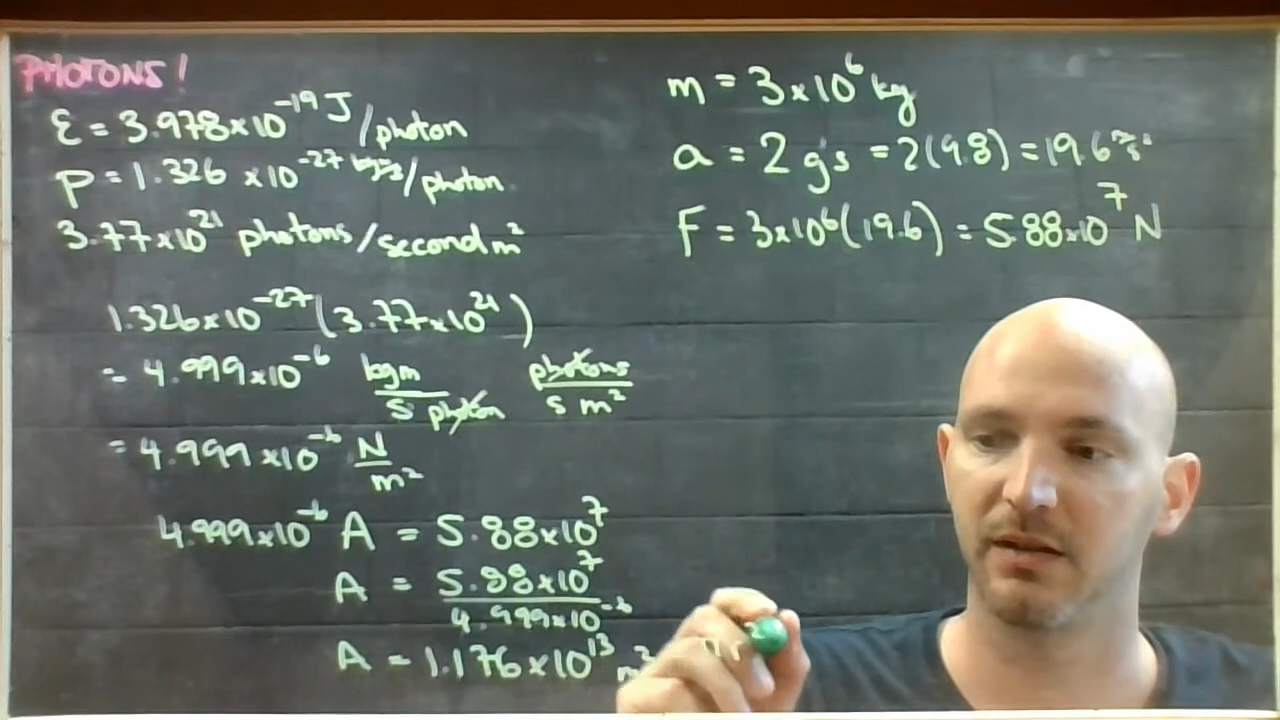 PHOTONS!
ε = 3.978×10⁻¹⁹ J/photon
p = 1.326 ×10⁻²⁷ kgm/s/photon
3.77×10²¹ photons/second m²
1.326×10⁻²⁷(3.77×10²¹)
= 4.999×10⁻⁶ kgm/s photon photons/s m²
= 4.999×10⁻⁶ N/m²
4.999×10⁻⁶ A = 5.88×10⁷
A = 5.88×10⁷/4.999×10⁻⁶
A = 1.176×10¹³ m²
m = 3×10⁶ kg
a = 2 g's = 2(9.8) = 19.6 m/s²
F = 3×10⁶(19.6) = 5.88×10⁷ N